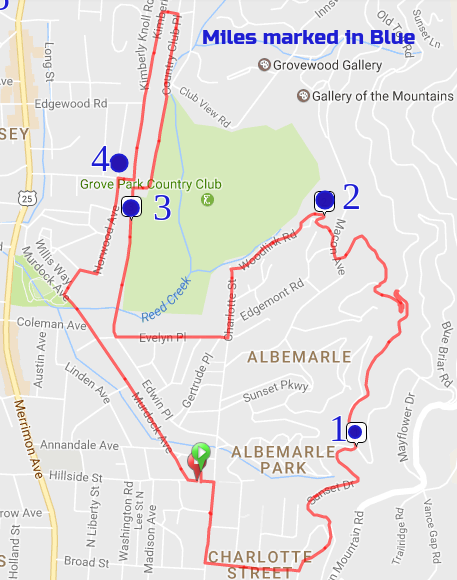 Miles marked in Blue
Kimberly Knoll Rd
Kimber
Country Club Pl
Inns
Old T
Rd
Sunset Ln
Grovewood Gallery
Long St
Club View Rd
Gallery of the Mountains
Edgewood Rd
SEY
4
Grove Park Country Club
3
2
25
Norwood Ave
Macon Ave
Woodlink Rd
Willis Way
Murdock Ave
Reed Creek
Charlotte St
Edgemont Rd
Coleman Ave
Evelyn Pl
Blue Briar Rd
Austin Ave
ALBEMARLE
Linden Ave
Edwin Pl
Gertrude Pl
Sunset Pkwy
Murdock Ave
Mayflower Dr
Merrimon Ave
1
Annandale Ave
ALBEMARLE
PARK
Hillside St
Sunset Dr
row Ave
N Liberty St
Washington Rd
Lee St N
Madison Ave
n Mountain Rd
Trailridge Rd
Vance Gap Rd
Holland St
Broad St
CHARLOTTE
STREET